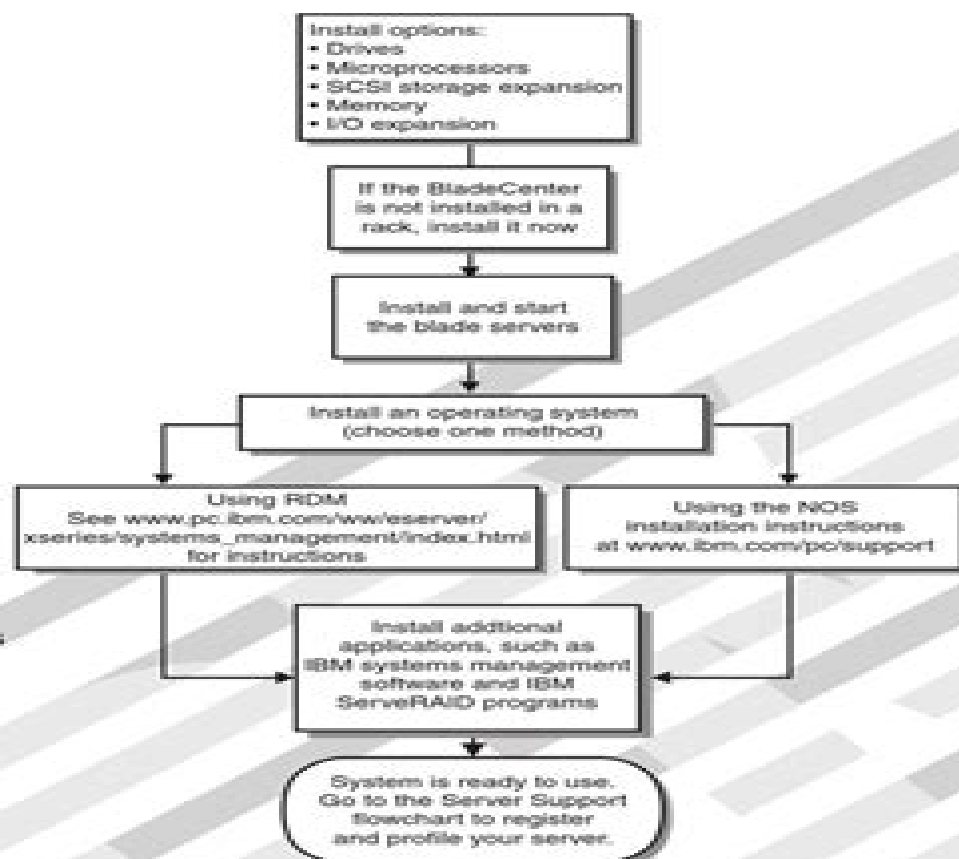 Install options:
• Drives
• Microprocessors
• SCSI storage expansion
• Memory
• I/O expansion
If the BladeCenter
is not installed in a
rack, install it now
Install and start
the blade servers
Install an operating system
(choose one method)
Using RDM
See www.pc.ibm.com/ww/eserver/
xseries/systems_management/index.html
for instructions
Using the NOS
installation instructions
at www.ibm.com/pc/support
Install addtional
applications, such as
IBM systems management
software and IBM
ServeRAID programs
System is ready to use.
Go to the Server Support
flowchart to register
and profile your server.